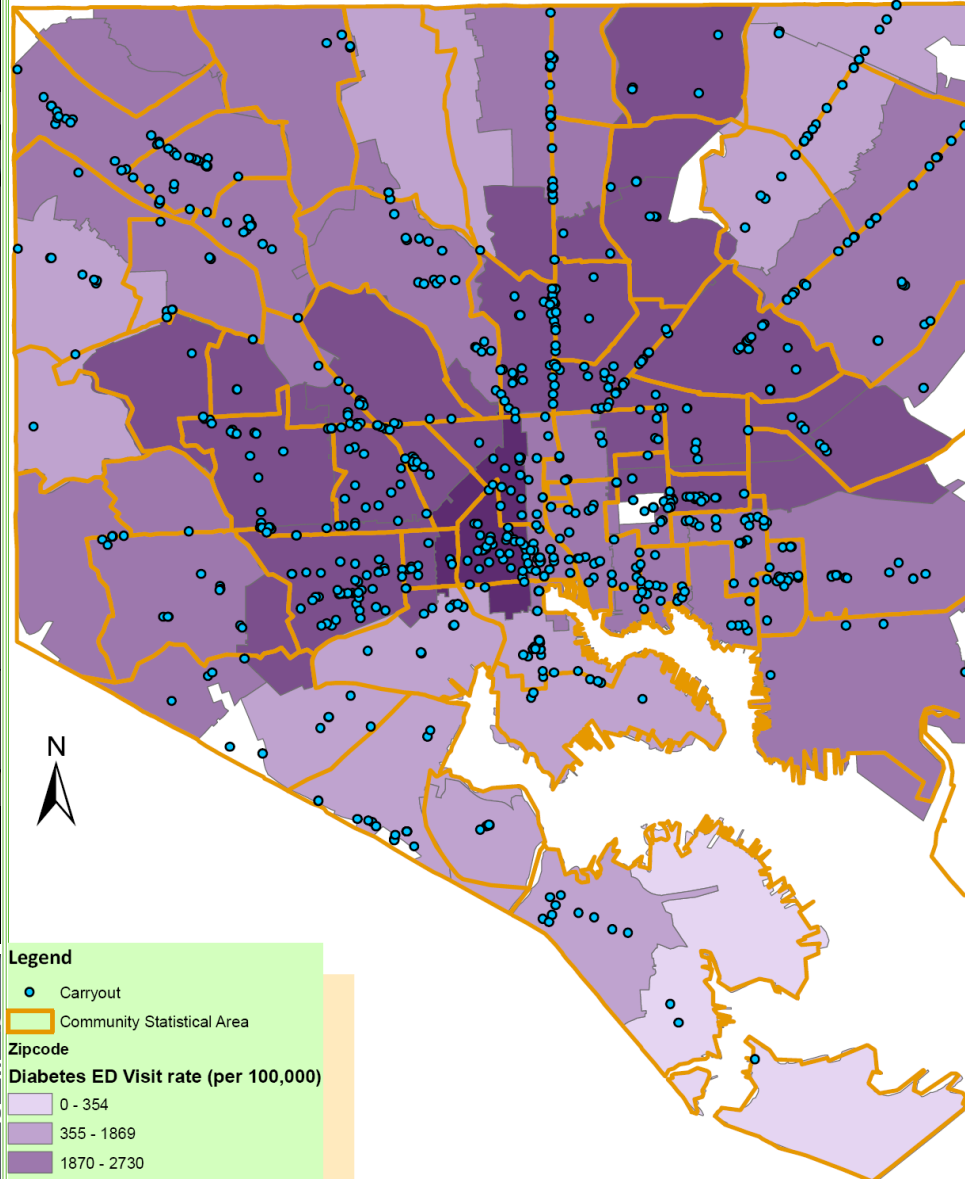 N
Legend
Carryout
Community Statistical Area
Zipcode
Diabetes ED Visit rate (per 100,000)
0 - 354
355 - 1869
1870 - 2730